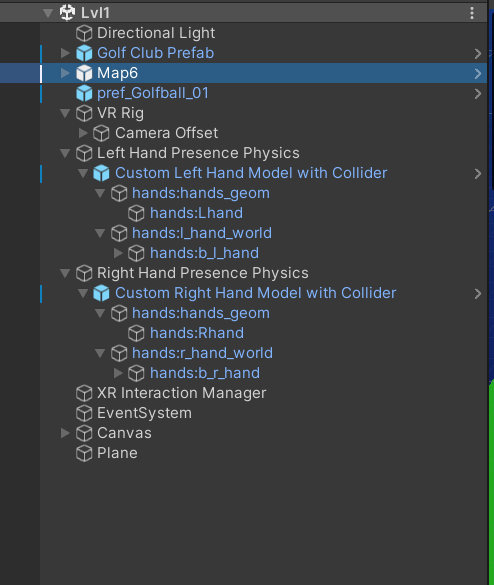 Lvl1
Directional Light
Golf Club Prefab
Map6
pref_Golfball_01
VR Rig
Camera Offset
Left Hand Presence Physics
Custom Left Hand Model with Collider
hands:hands_geom
hands:Lhand
hands:l_hand_world
hands:b_l_hand
Right Hand Presence Physics
Custom Right Hand Model with Collider
hands:hands_geom
hands:Rhand
hands:r_hand_world
hands:b_r_hand
XR Interaction Manager
EventSystem
Canvas
Plane